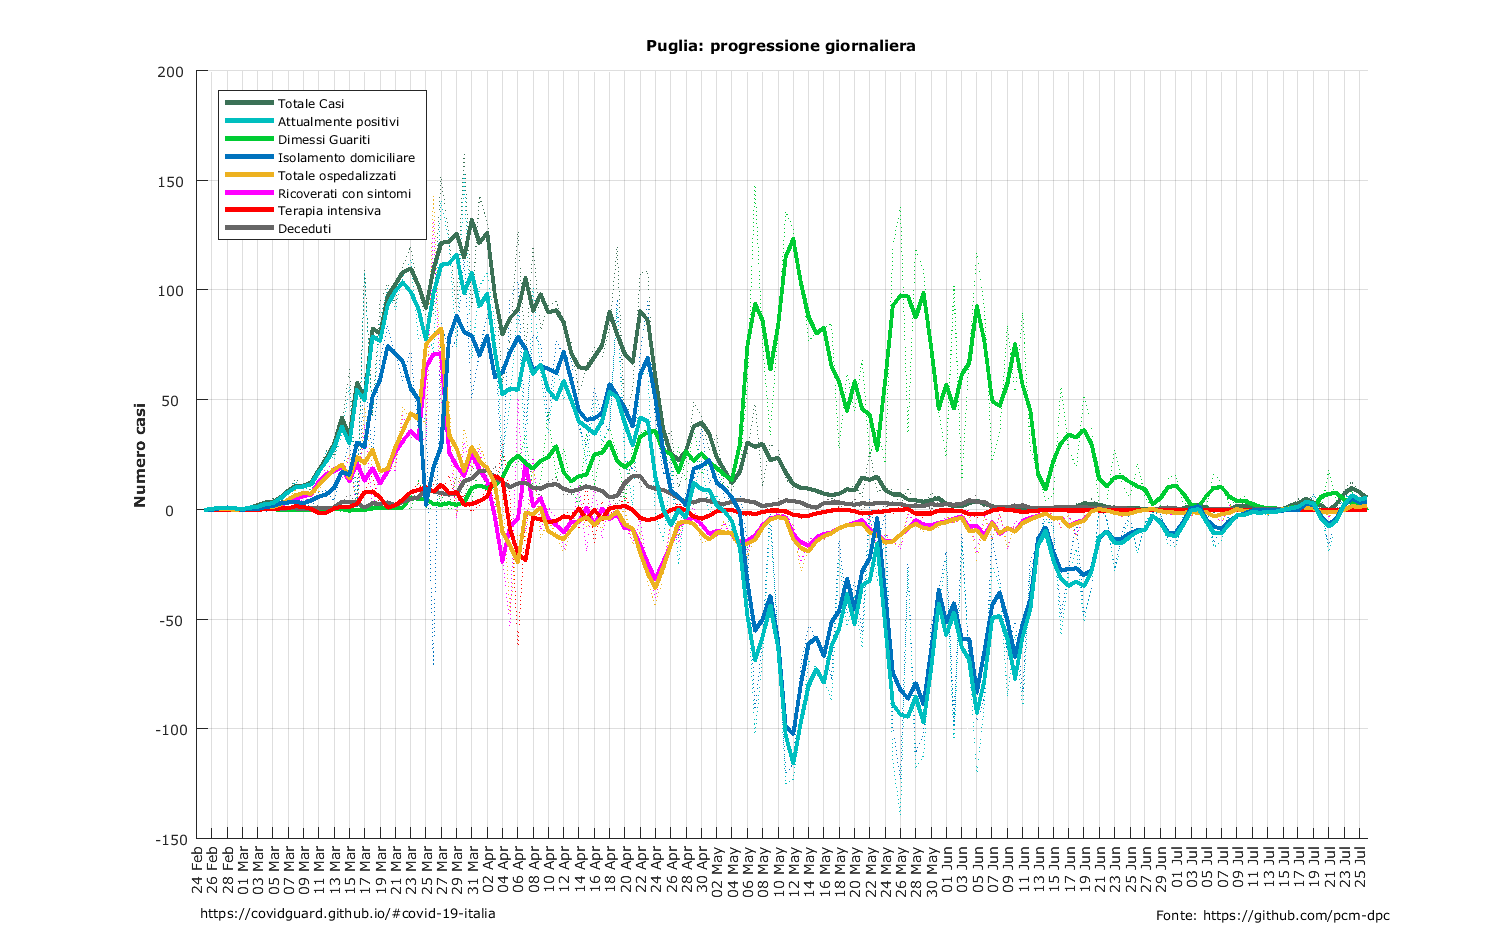 Puglia: progressione giornaliera
200
150
100
50
0
-50
-100
-150
Numero casi
Totale Casi
Attualmente positivi
Dimessi Guariti
Isolamento domiciliare
Totale ospedalizzati
Ricoverati con sintomi
Terapia intensiva
Deceduti
24 Feb
26 Feb
28 Feb
01 Mar
03 Mar
05 Mar
07 Mar
09 Mar
11 Mar
13 Mar
15 Mar
17 Mar
19 Mar
21 Mar
23 Mar
25 Mar
27 Mar
29 Mar
31 Mar
02 Apr
04 Apr
06 Apr
08 Apr
10 Apr
12 Apr
14 Apr
16 Apr
18 Apr
20 Apr
22 Apr
24 Apr
26 Apr
28 Apr
30 Apr
02 May
04 May
06 May
08 May
10 May
12 May
14 May
16 May
18 May
20 May
22 May
24 May
26 May
28 May
30 May
01 Jun
03 Jun
05 Jun
07 Jun
09 Jun
11 Jun
13 Jun
15 Jun
17 Jun
19 Jun
21 Jun
23 Jun
25 Jun
27 Jun
29 Jun
01 Jul
03 Jul
05 Jul
07 Jul
09 Jul
11 Jul
13 Jul
15 Jul
17 Jul
19 Jul
21 Jul
23 Jul
25 Jul
https://covidguard.github.io/#covid-19-italia
Fonte: https://github.com/pcm-dpc